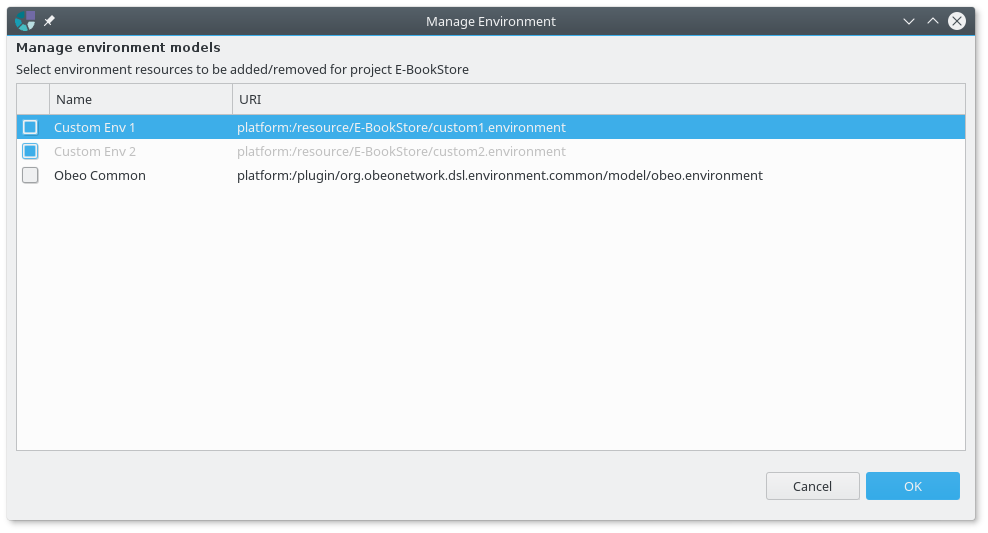 Manage Environment
Manage environment models
Select environment resources to be added/removed for project E-BookStore
Name URI
Custom Env 1 platform:/resource/E-BookStore/custom1.environment
Custom Env 2 platform:/resource/E-BookStore/custom2.environment
Obeo Common platform:/plugin/org.obeonetwork.dsl.environment.common/model/obeo.environment
Cancel OK